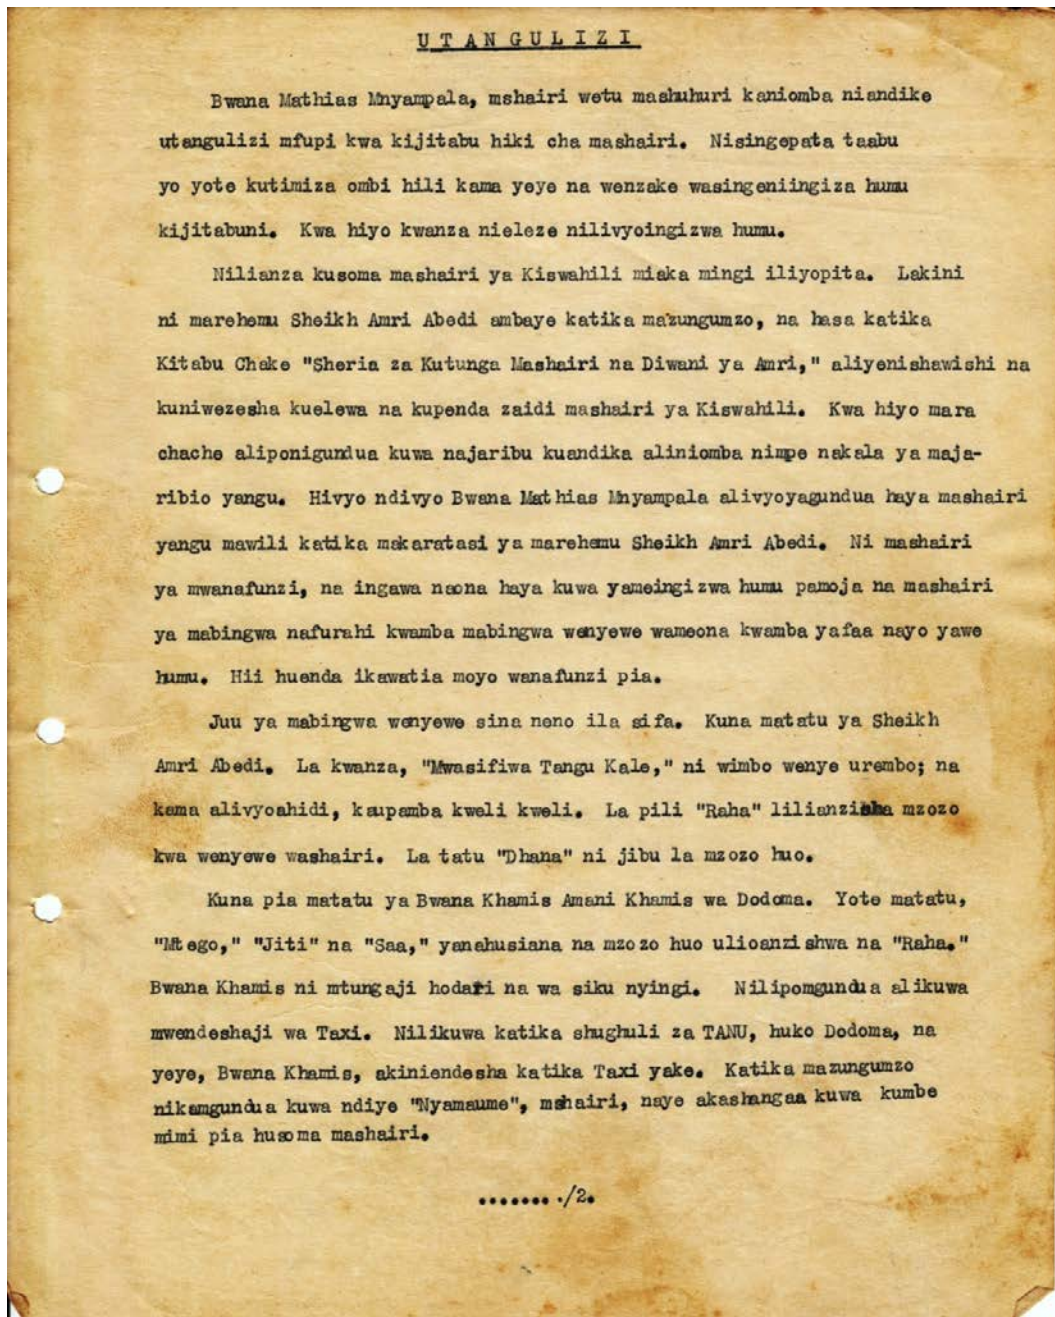 UTANGULIZI
Bwana Mathias Mnyampala, mshairi wetu mashuhuri kaniomba niandike
utangulizi mfupi kwa kijitabu hiki cha mashairi. Nisingepata taabu
yo yote kutimiza ombi hili kama yeye na wenzake wasingeniingiza humu
kijitabuni. Kwa hiyo kwanza nieleze nilivyoingizwa humu.
Nilianza kusoma mashairi ya Kiswahili miaka mingi iliyopita. Lakini
ni marehemu Sheikh Amri Abedi ambaye katika mazungumzo, na hasa katika
Kitabu Chake "Sheria za Kutunga Mashairi na Diwani ya Amri," aliyenishawishi na
kuniwezesha kuelewa na kupenda zaidi mashairi ya Kiswahili. Kwa hiyo mara
chache aliponigundua kuwa najaribu kuandika aliniomba nimpe nakala ya maja-
ribio yangu. Hivyo ndivyo Bwana Mathias Mnyampala alivyoyagundua haya mashairi
yangu mawili katika makaratasi ya marehemu Sheikh Amri Abedi. Ni mashairi
ya mwanafunzi, na ingawa naona haya kuwa yameingizwa humu pamoja na mashairi
ya mabingwa nafurahi kwamba mabingwa wenyewe wameona kwamba yafaa nayo yawe
humu. Hii huenda ikawatia moyo wanafunzi pia.
Juu ya mabingwa wenyewe sina neno ila sifa. Kuna matatu ya Sheikh
Amri Abedi. La kwanza, "Mwasifiwa Tangu Kale," ni wimbo wenye urembo; na
kama alivyoahidi, kaupamba kweli kweli. La pili "Raha" lilianzisha mzozo
kwa wenyewe washairi. La tatu "Dhana" ni jibu la mzozo huo.
Kuna pia matatu ya Bwana Khamis Amani Khamis wa Dodoma. Yote matatu,
"Mtego," "Jiti" na "Saa," yanahusiana na mzozo huo ulioanzishwa na "Raha."
Bwana Khamis ni mtungaji hodari na wa siku nyingi. Nilipomgundua alikuwa
mwendeshaji wa Taxi. Nilikuwa katika shughuli za TANU, huko Dodoma, na
yeye, Bwana Khamis, akiniendesha katika Taxi yake. Katika mazungumzo
nikamgundua kuwa ndiye "Nyamaume", mshairi, naye akashangaa kuwa kumbe
mimi pia husoma mashairi.
......../2.